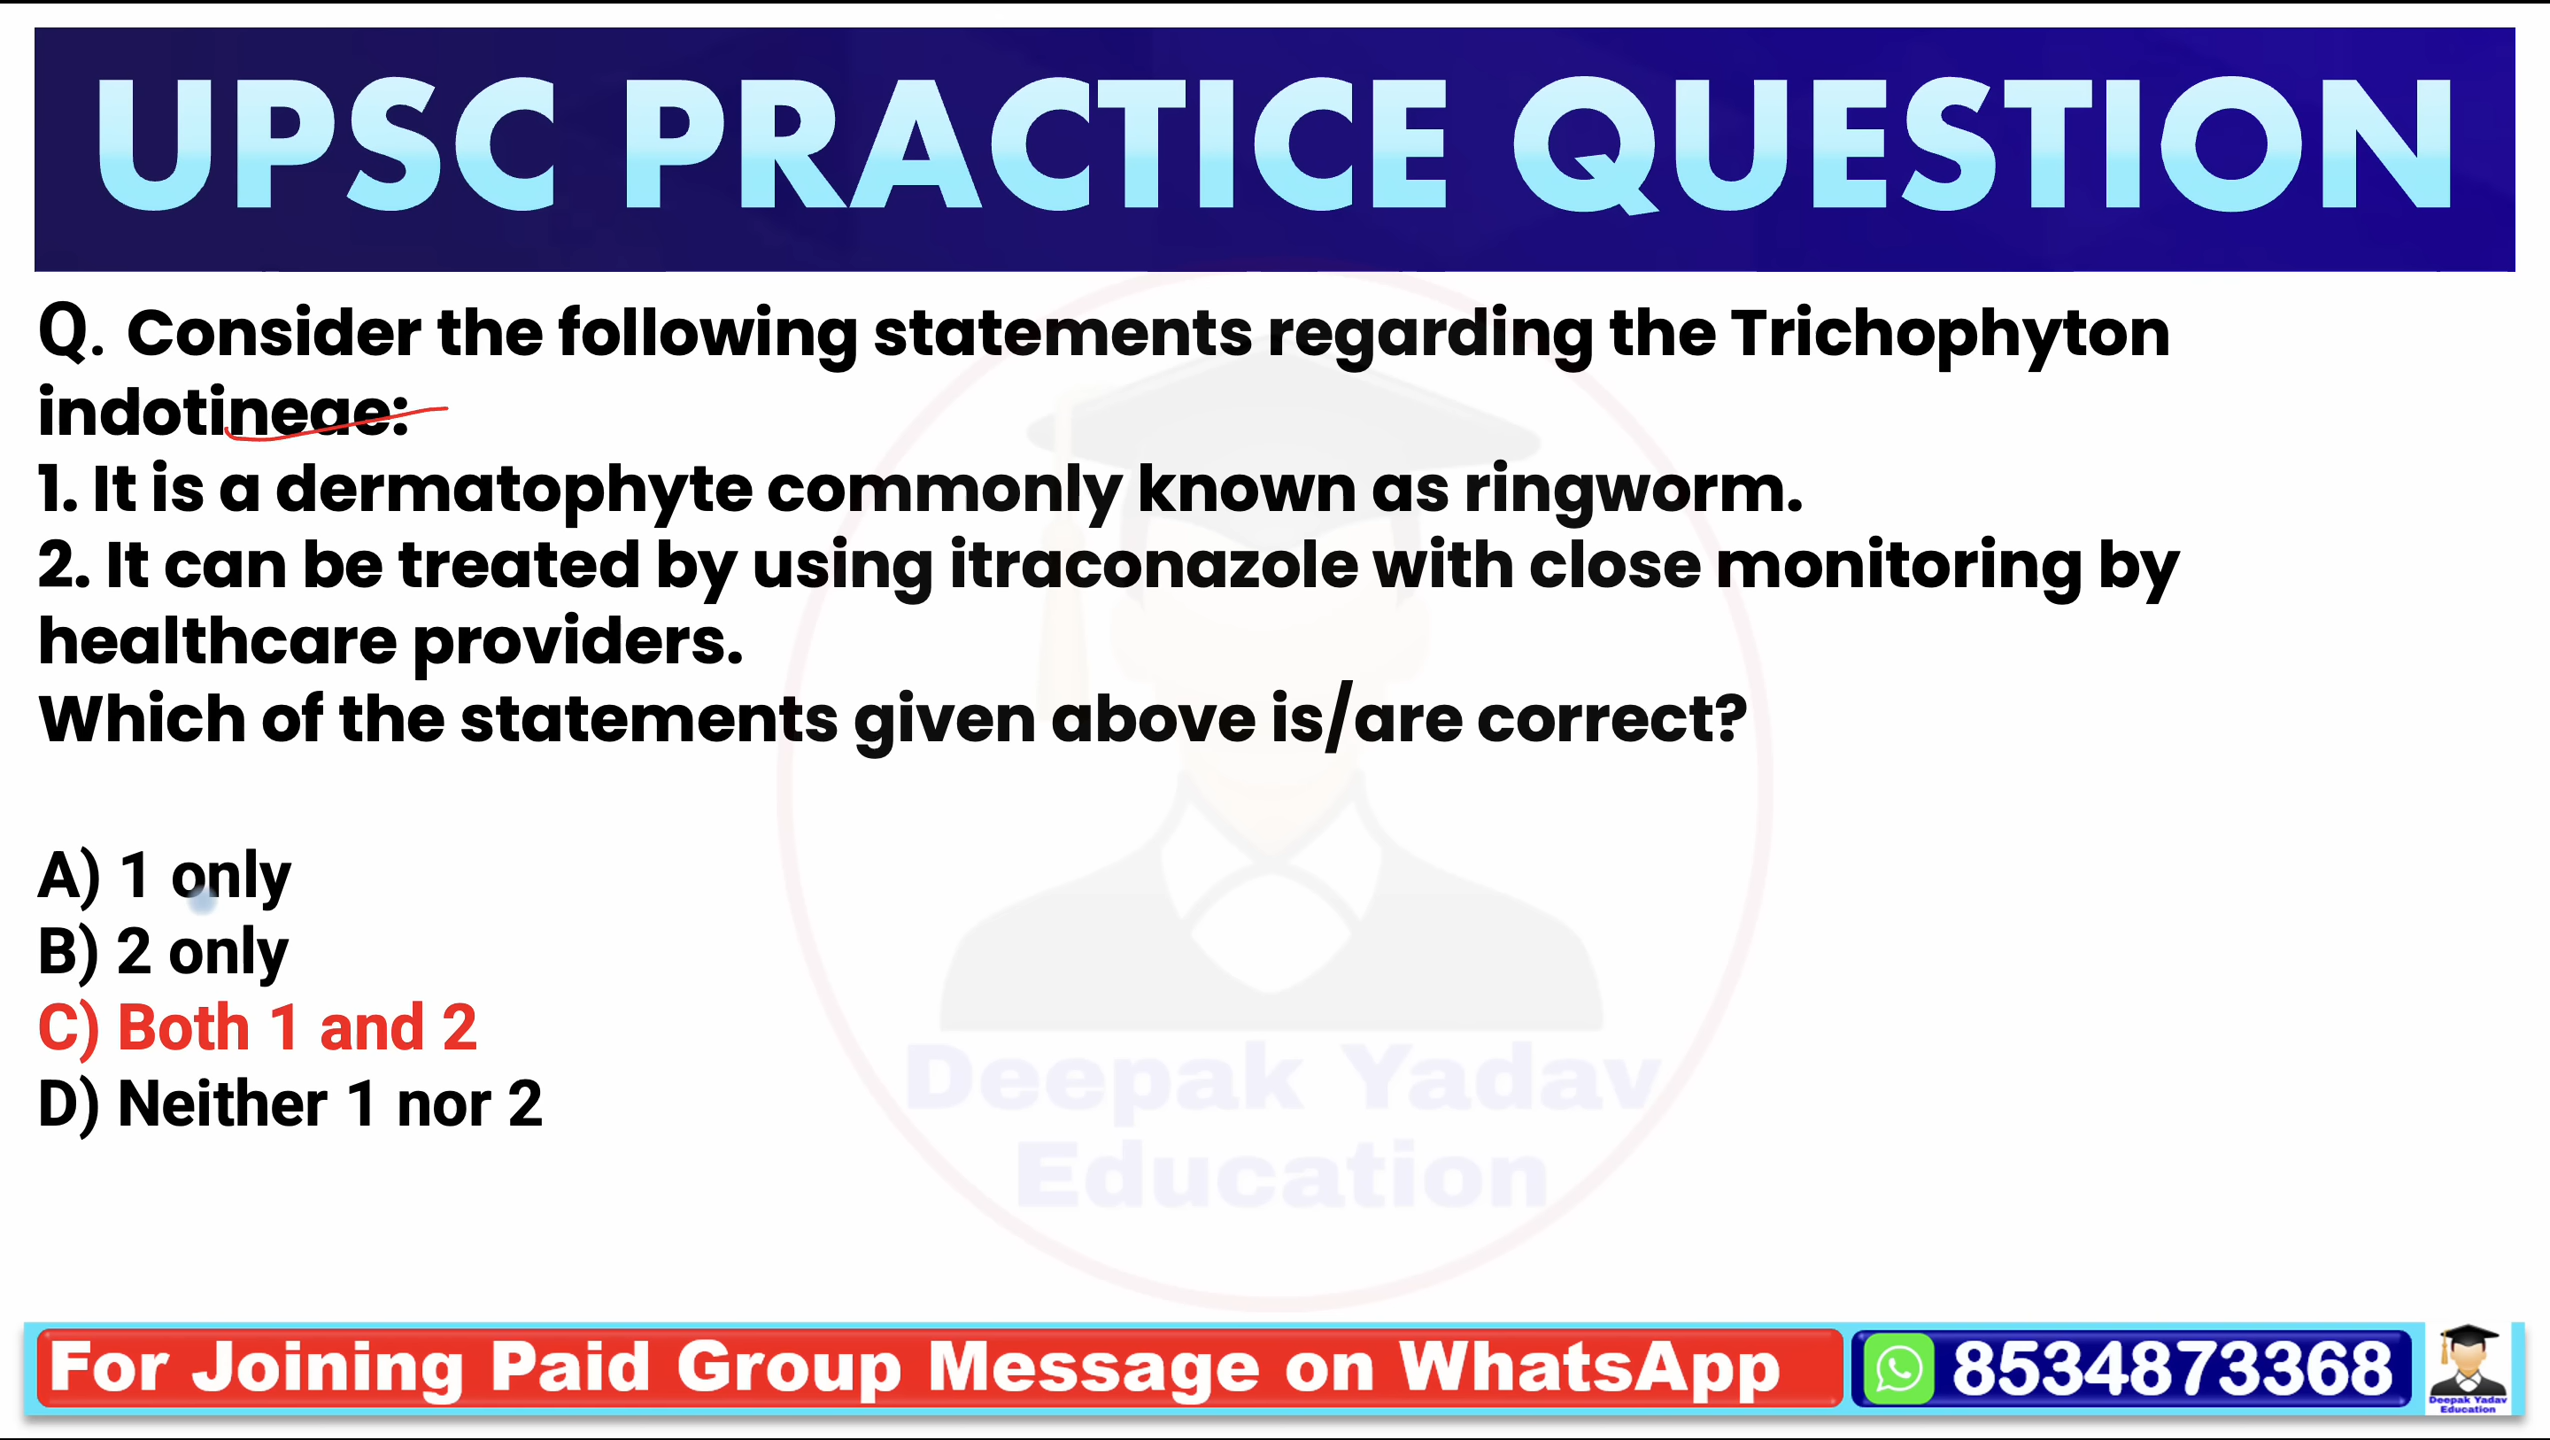 UPSC PRACTICE QUESTION
Q. Consider the following statements regarding the Trichophyton
indotineae:
1. It is a dermatophyte commonly known as ringworm.
2. It can be treated by using itraconazole with close monitoring by
healthcare providers.
Which of the statements given above is/are correct?
A) 1 only
B) 2 only
C) Both 1 and 2
D) Neither 1 nor 2
Deepak Yadav
Education
For Joining Paid Group Message on WhatsApp 8534873368
Deepak Yadav
Education